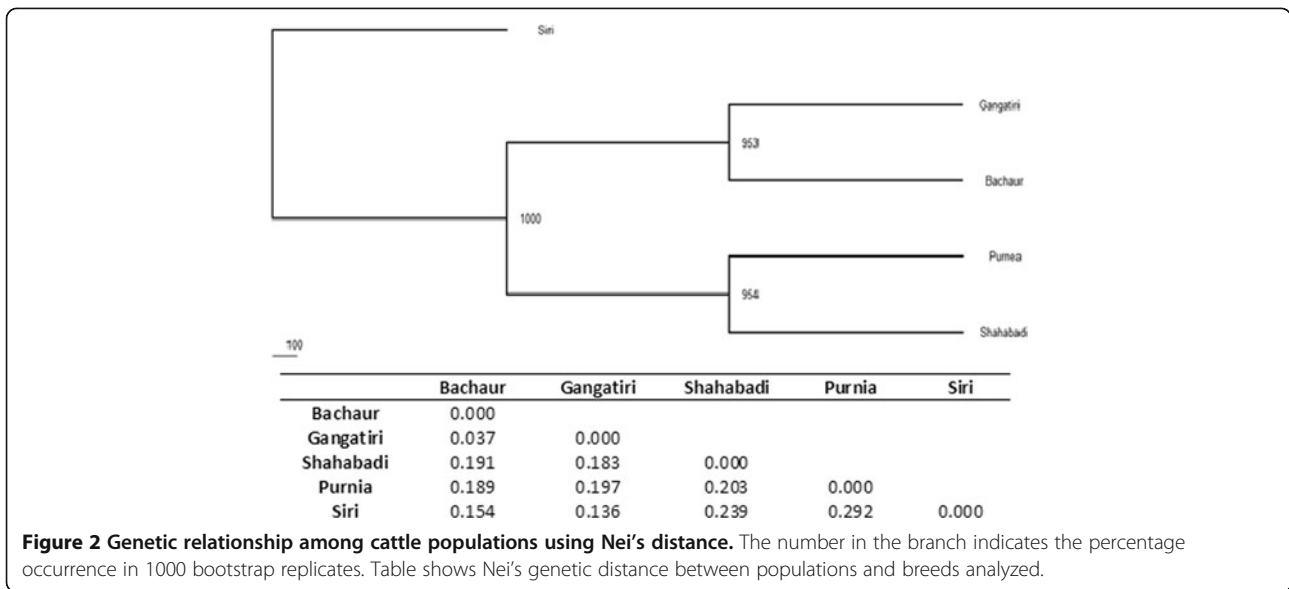 Siri
Gangatiri
953
Bachaur
1000
Purnea
954
Shahabadi
100
Bachaur Gangatiri Shahabadi Purnia Siri
Bachaur 0.000
Gangatiri 0.037 0.000
Shahabadi 0.191 0.183 0.000
Purnia 0.189 0.197 0.203 0.000
Siri 0.154 0.136 0.239 0.292 0.000
Figure 2 Genetic relationship among cattle populations using Nei's distance. The number in the branch indicates the percentage
occurrence in 1000 bootstrap replicates. Table shows Nei's genetic distance between populations and breeds analyzed.